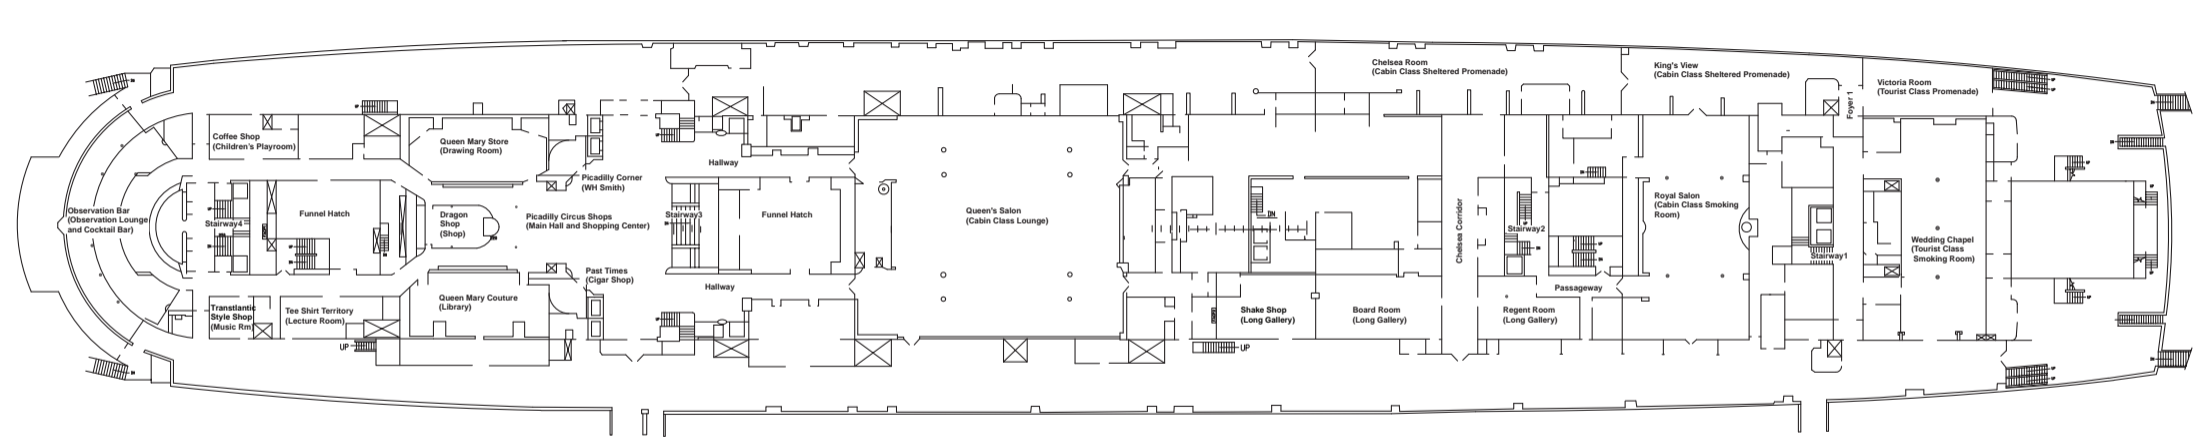 Chelsea Room
(Cabin Class Sheltered Promenade)
King's View
(Cabin Class Sheltered Promenade)
Victoria Room
(Tourist Class Promenade)
Foyer 1
Coffee Shop
(Children's Playroom)
Queen Mary Store
(Drawing Room)
Hallway
Picadilly Corner
(WH Smith)
Observation Bar
(Observation Lounge
and Cocktail Bar)
Stairway4
Funnel Hatch
Dragon
Shop
(Shop)
Picadilly Circus Shops
(Main Hall and Shopping Center)
Stairway3
Funnel Hatch
Queen's Salon
(Cabin Class Lounge)
DN
Chelsea Corridor
Stairway2
Royal Salon
(Cabin Class Smoking
Room)
Stairway1
Wedding Chapel
(Tourist Class
Smoking Room)
Past Times
(Cigar Shop)
Hallway
Passageway
Transtlantic
Style Shop
(Music Rm)
Tee Shirt Territory
(Lecture Room)
Queen Mary Couture
(Library)
Shake Shop
(Long Gallery)
Board Room
(Long Gallery)
Regent Room
(Long Gallery)
UP
UP